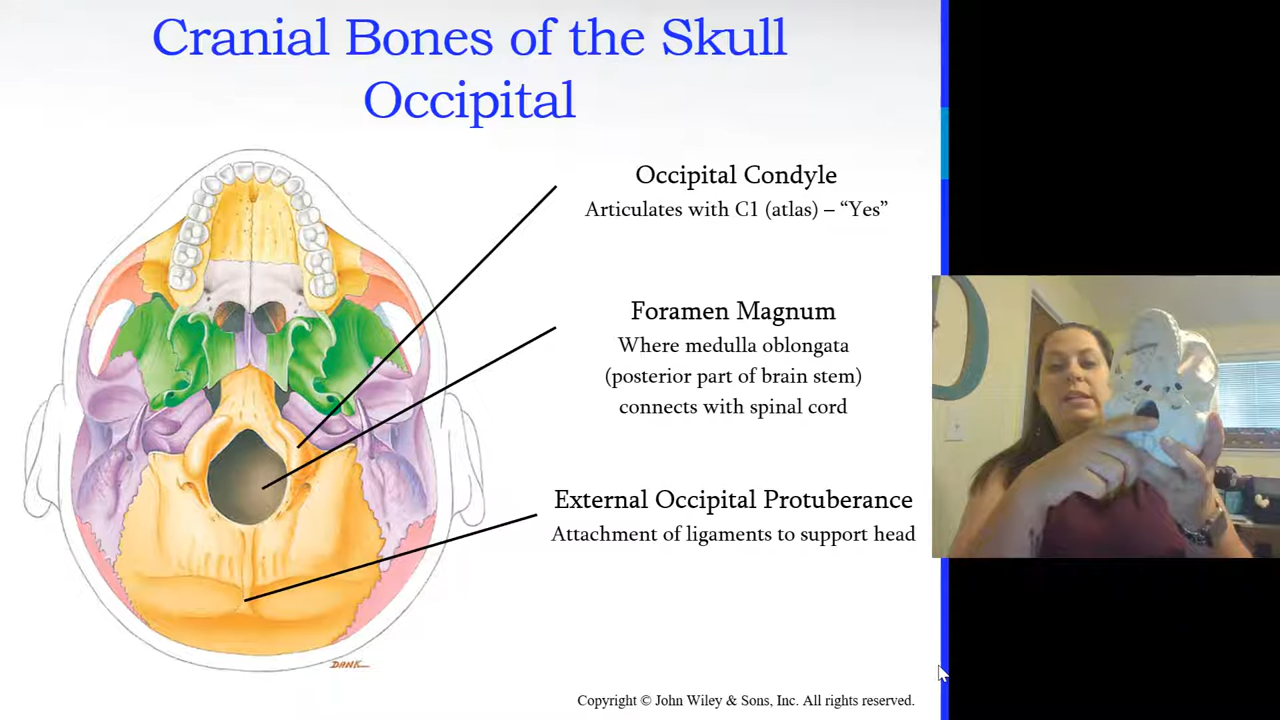 Cranial Bones of the Skull
Occipital
Occipital Condyle
Articulates with C1 (atlas) – “Yes”
Foramen Magnum
Where medulla oblongata
(posterior part of brain stem)
connects with spinal cord
External Occipital Protuberance
Attachment of ligaments to support head
DANK
Copyright © John Wiley & Sons, Inc. All rights reserved.